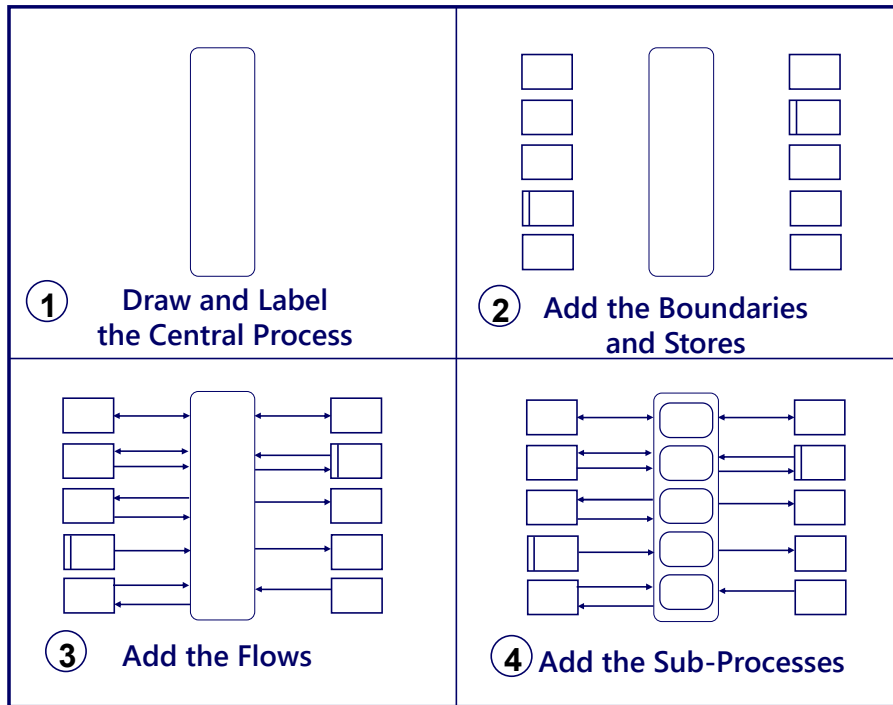 1
Draw and Label
the Central Process
2
Add the Boundaries
and Stores
3
Add the Flows
4
Add the Sub-Processes